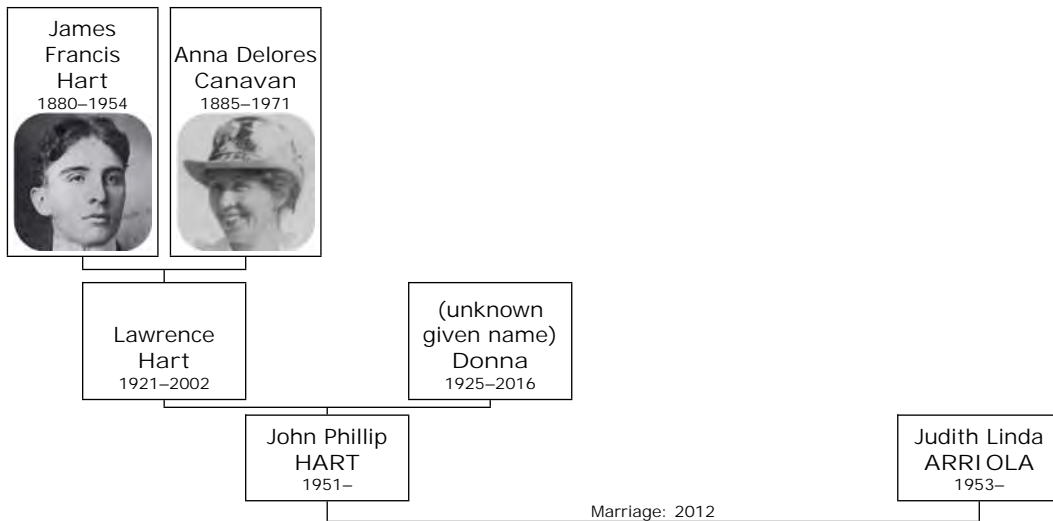 James
Francis
Hart
1880–1954
Anna Delores
Canavan
1885–1971
Lawrence
Hart
1921–2002
(unknown
given name)
Donna
1925–2016
John Phillip
HART
1951–
Judith Linda
ARRIOLA
1953–
Marriage: 2012